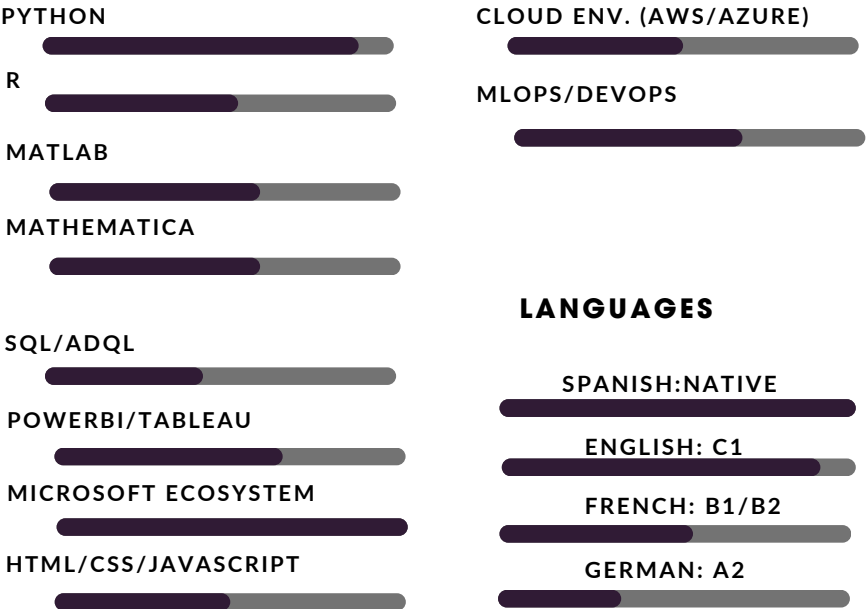 PYTHON
R
MATLAB
MATHEMATICA
SQL/ADQL
POWERBI/TABLEAU
MICROSOFT ECOSYSTEM
HTML/CSS/JAVASCRIPT
CLOUD ENV. (AWS/AZURE)
MLOPS/DEVOPS
LANGUAGES
SPANISH:NATIVE
ENGLISH: C1
FRENCH: B1/B2
GERMAN: A2